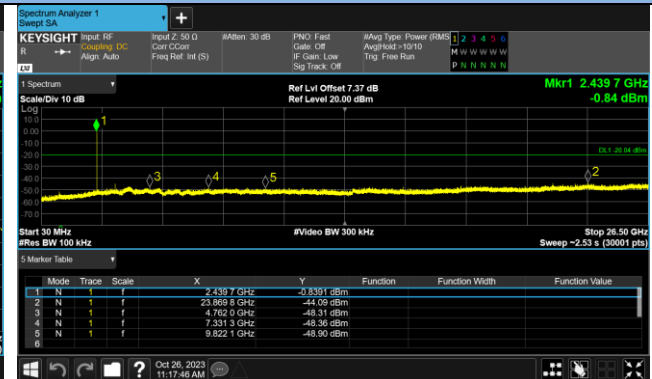 Spectrum Analyzer 1
Swept SA
+
KEYSIGHT Input: RF Input Z: 50 Ω #Atten: 30 dB PNO: Fast #Avg Type: Power (RMS 1 2 3 4 5 6
R Coupling: DC Corr CCorr Gate: Off Avg|Hold:>10/10 M W W W W W
Align: Auto Freq Ref: Int (S) IF Gain: Low Trig: Free Run
LXI Sig Track: Off P N N N N N
1 Spectrum Ref Lvl Offset 7.37 dB Mkr1 2.439 7 GHz
Scale/Div 10 dB Ref Level 20.00 dBm -0.84 dBm
Log
10.0 1
0.00
-10.0
-20.0 DL1 -20.84 dBm
-30.0
-40.0 3 4 5 2
-50.0
-60.0
-70.0
Start 30 MHz #Video BW 300 kHz Stop 26.50 GHz
#Res BW 100 kHz Sweep ~2.53 s (30001 pts)
5 Marker Table
Mode Trace Scale X Y Function Function Width Function Value
1 N 1 f 2.439 7 GHz -0.8391 dBm
2 N 1 f 23.869 8 GHz -44.09 dBm
3 N 1 f 4.762 0 GHz -48.31 dBm
4 N 1 f 7.331 3 GHz -48.36 dBm
5 N 1 f 9.822 1 GHz -48.90 dBm
6
? Oct 26, 2023
11:17:46 AM